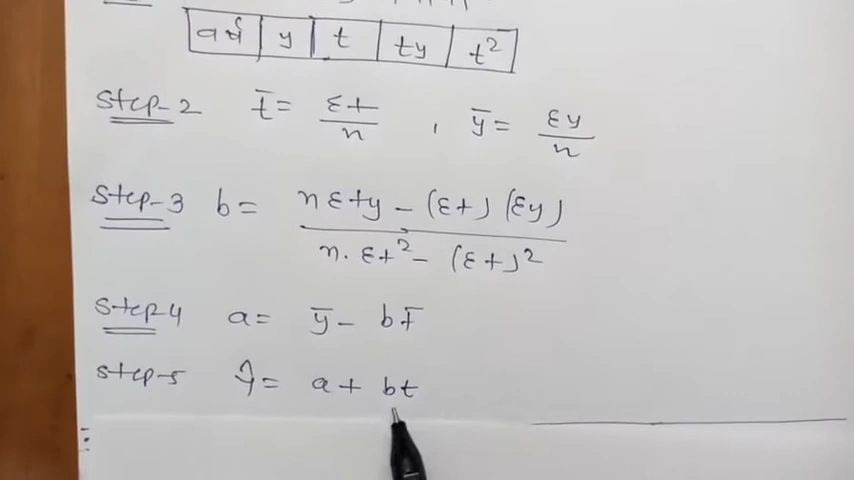 वर्ष y t ty t²
Step-2 t̄ = Σt/n , ȳ = Σy/n
Step-3 b = nΣty - (Σt) (Σy) / n. Σt² - (Σt)²
Step-4 a = ȳ - bt̄
Step-5 ŷ = a + bt